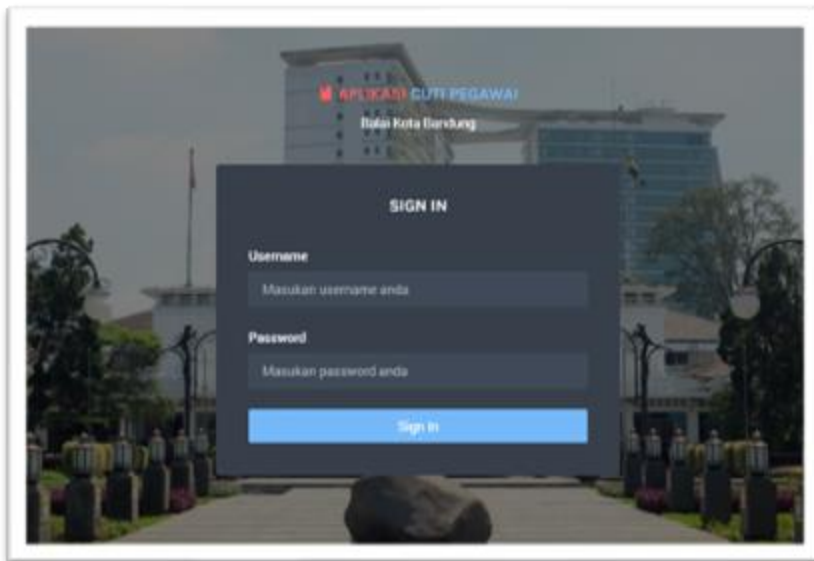 APLIKASI CUTI PEGAWAI
Balai Kota Bandung
SIGN IN
Username
Masukan username anda
Password
Masukan password anda
Sign in